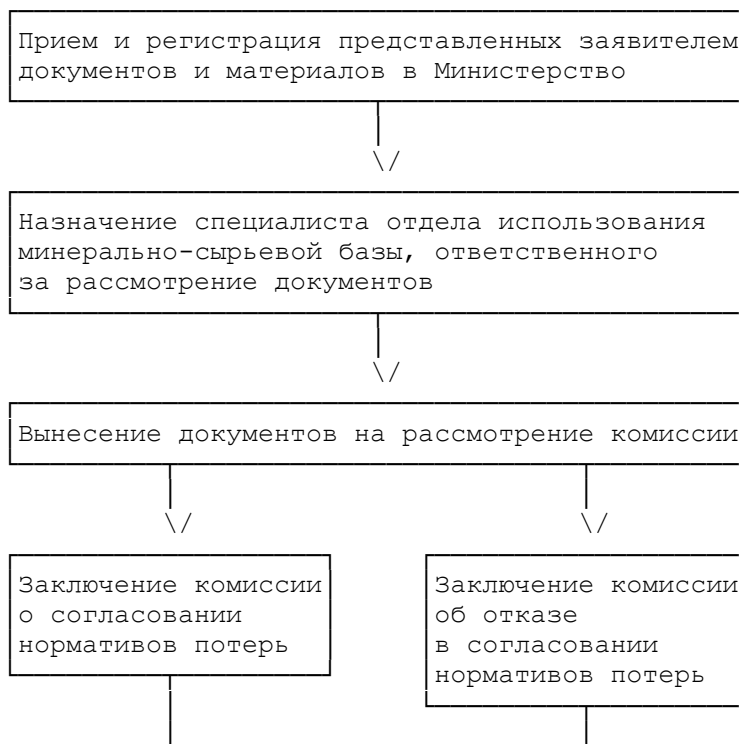 Прием и регистрация представленных заявителем
документов и материалов в Министерство
Назначение специалиста отдела использования
минерально-сырьевой базы, ответственного
за рассмотрение документов
Вынесение документов на рассмотрение комиссии
Заключение комиссии
о согласовании
нормативов потерь
Заключение комиссии
об отказе
в согласовании
нормативов потерь